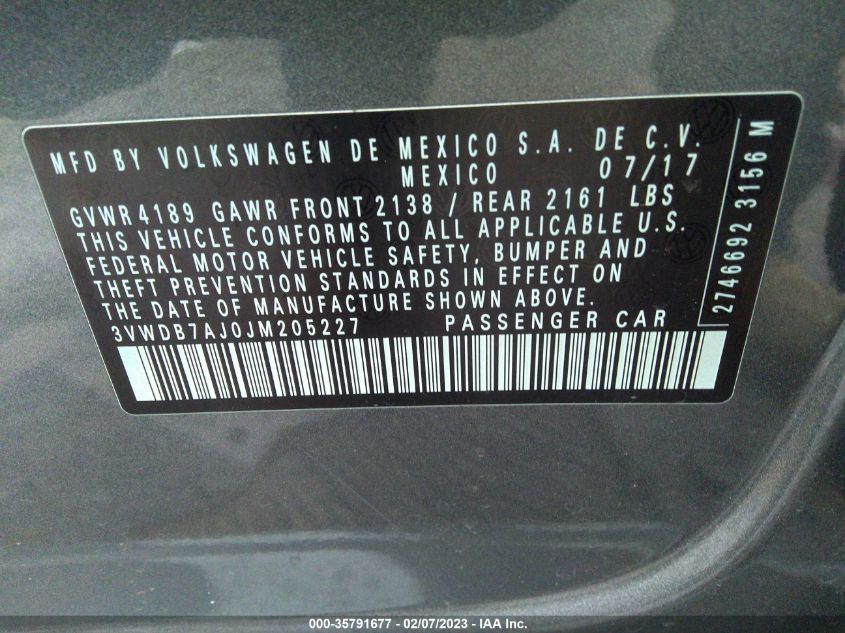 MFD BY VOLKSWAGEN DE MEXICO S.A. DE C.V.
MEXICO 07/17
GVWR 4189 GAWR FRONT 2138 / REAR 2161 LBS
THIS VEHICLE CONFORMS TO ALL APPLICABLE U.S.
FEDERAL MOTOR VEHICLE SAFETY, BUMPER AND
THEFT PREVENTION STANDARDS IN EFFECT ON
THE DATE OF MANUFACTURE SHOWN ABOVE.
3VWDB7AJ0JM205227 PASSENGER CAR
2746692 3156 M
000-35791677 - 02/07/2023 - IAA Inc.